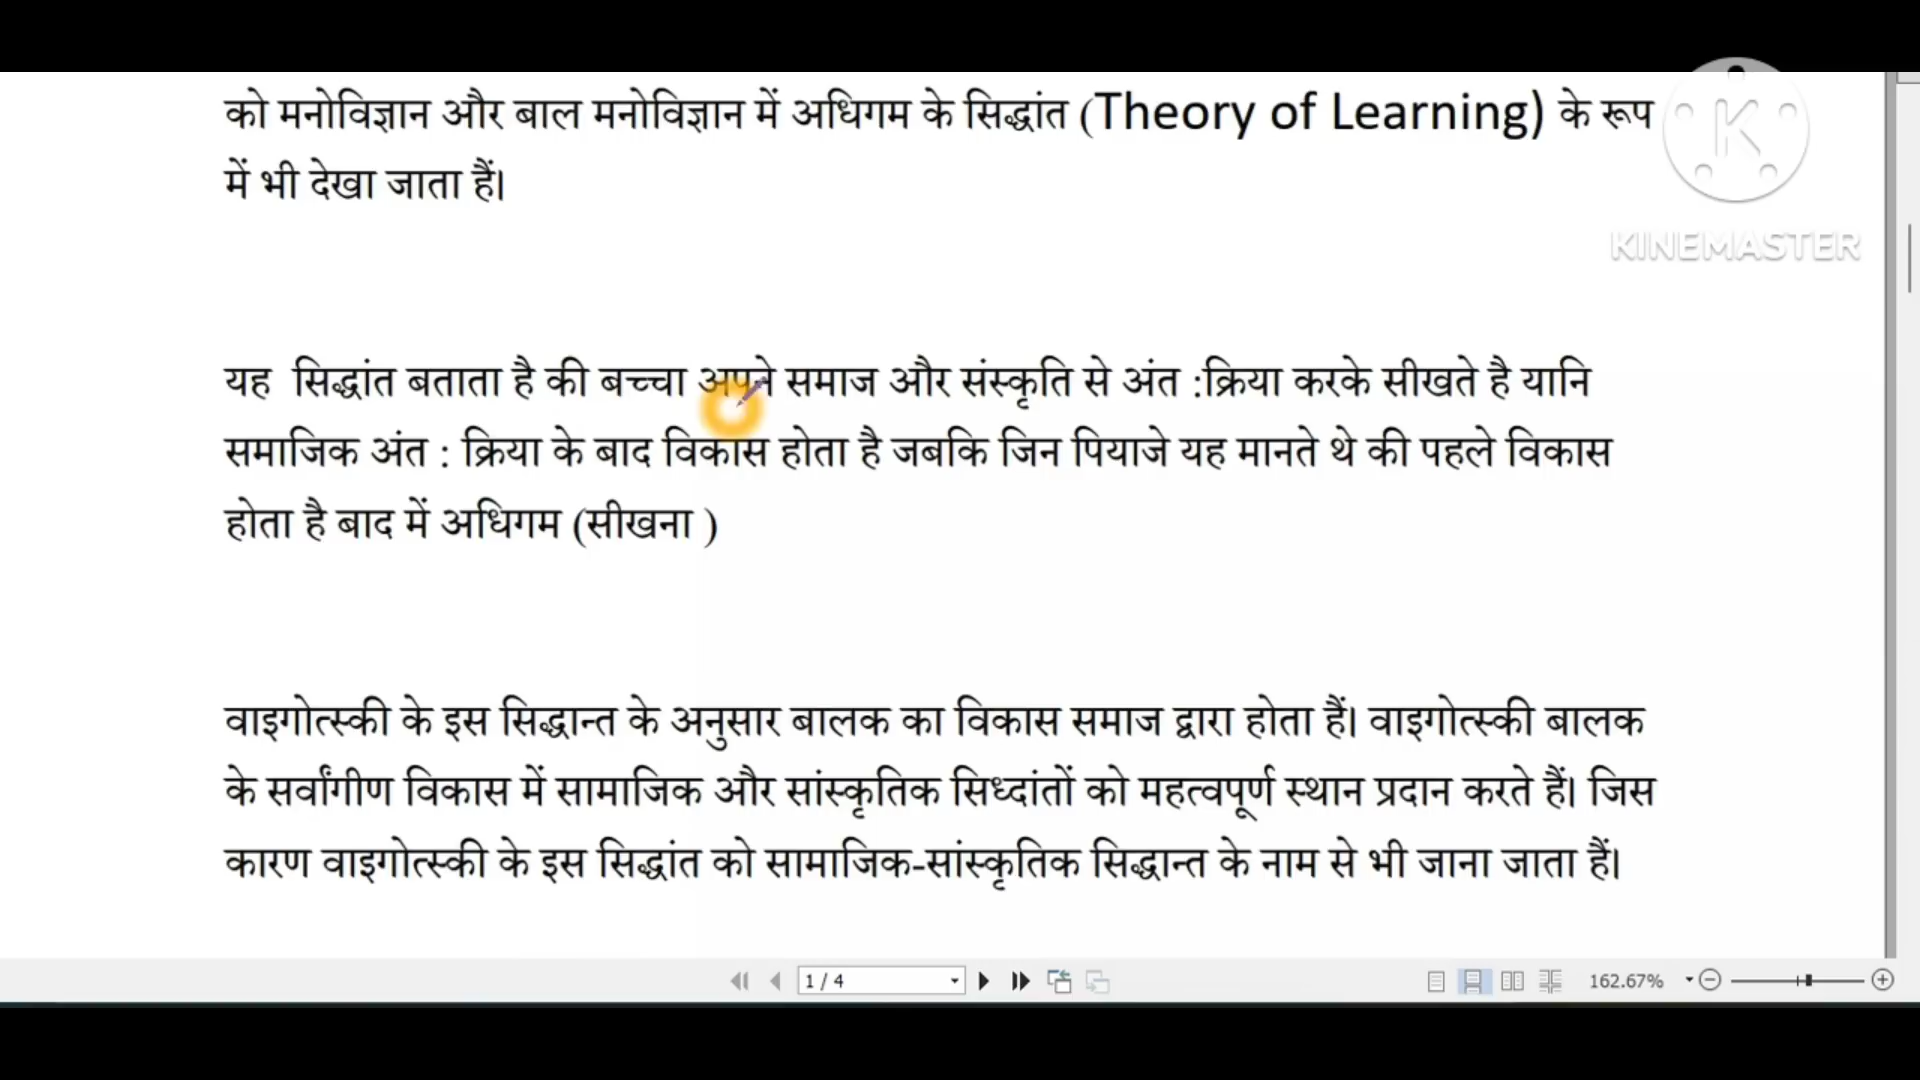 को मनोविज्ञान और बाल मनोविज्ञान में अधिगम के सिद्धांत (Theory of Learning) के रूप
में भी देखा जाता हैं।
K
KINEMASTER
यह सिद्धांत बताता है की बच्चा अपने समाज और संस्कृति से अंत :क्रिया करके सीखते है यानि
समाजिक अंत : क्रिया के बाद विकास होता है जबकि जिन पियाजे यह मानते थे की पहले विकास
होता है बाद में अधिगम (सीखना )
वाइगोत्स्की के इस सिद्धान्त के अनुसार बालक का विकास समाज द्वारा होता हैं। वाइगोत्स्की बालक
के सर्वांगीण विकास में सामाजिक और सांस्कृतिक सिध्दांतों को महत्वपूर्ण स्थान प्रदान करते हैं। जिस
कारण वाइगोत्स्की के इस सिद्धांत को सामाजिक-सांस्कृतिक सिद्धान्त के नाम से भी जाना जाता हैं।
1 / 4
162.67%